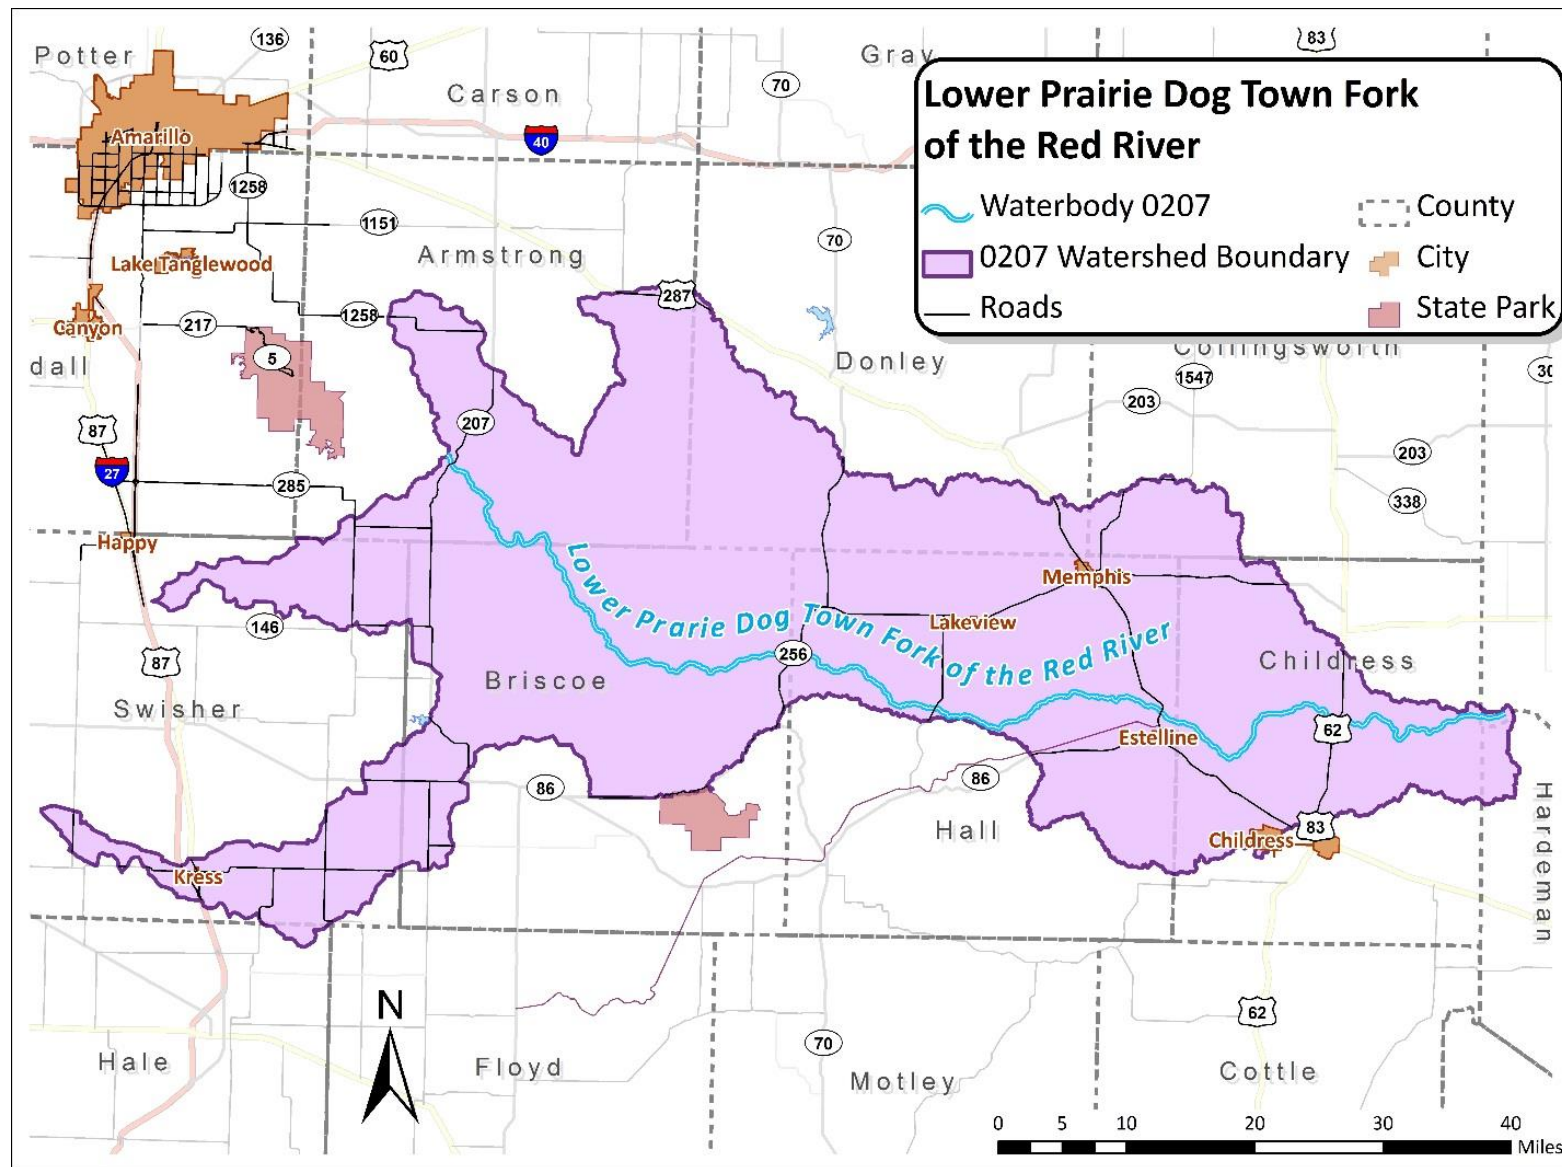 Potter
136
60
Gray
83
Carson
70
Lower Prairie Dog Town Fork
of the Red River
Waterbody 0207
County
0207 Watershed Boundary
City
Roads
State Park
Amarillo
40
1258
1151
70
Armstrong
Lake Tanglewood
287
Canyon
217
1258
5
dall
Donley
Collingsworth
1547
30
203
87
207
203
27
285
338
Happy
Memphis
146
Lakeview
Lower Prarie Dog Town Fork of the Red River
256
87
Briscoe
Childress
Swisher
62
Estelline
86
86
Hall
Hardeman
83
Childress
Kress
N
62
70
Hale
Floyd
Motley
Cottle
0 5 10 20 30 40
Miles